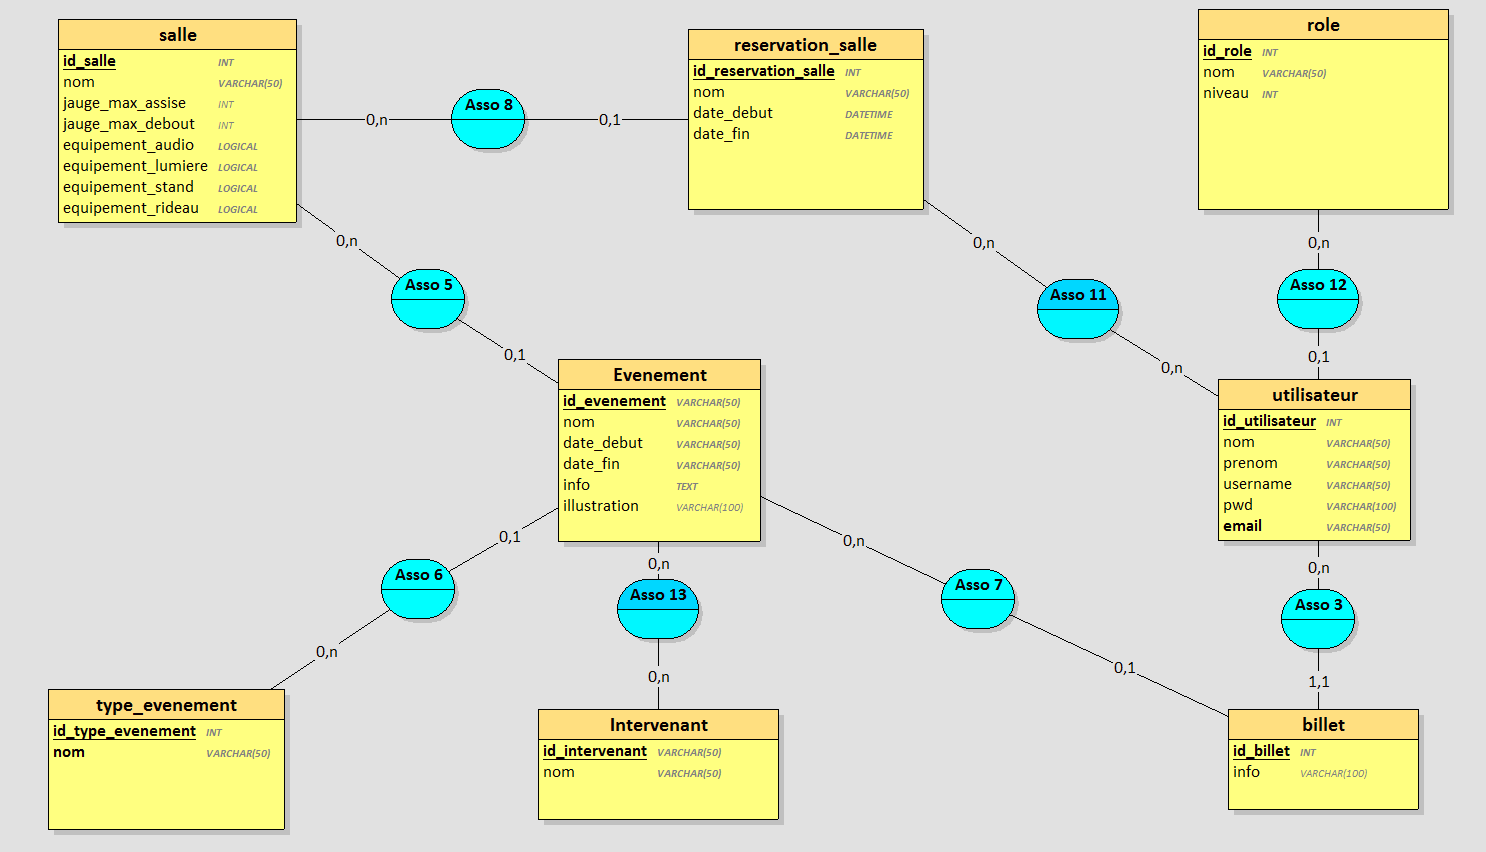 salle
id_salle INT
nom VARCHAR(50)
jauge_max_assise INT
jauge_max_debout INT
equipement_audio LOGICAL
equipement_lumiere LOGICAL
equipement_stand LOGICAL
equipement_rideau LOGICAL
0,n
Asso 8
0,1
reservation_salle
id_reservation_salle INT
nom VARCHAR(50)
date_debut DATETIME
date_fin DATETIME
role
id_role INT
nom VARCHAR(50)
niveau INT
0,n
Asso 5
0,1
0,n
Asso 11
0,n
0,n
Asso 12
0,1
Evenement
id_evenement VARCHAR(50)
nom VARCHAR(50)
date_debut VARCHAR(50)
date_fin VARCHAR(50)
info TEXT
illustration VARCHAR(100)
utilisateur
id_utilisateur INT
nom VARCHAR(50)
prenom VARCHAR(50)
username VARCHAR(50)
pwd VARCHAR(100)
email VARCHAR(50)
0,1
Asso 6
0,n
0,n
Asso 13
0,n
0,n
Asso 7
0,1
0,n
Asso 3
1,1
type_evenement
id_type_evenement INT
nom VARCHAR(50)
Intervenant
id_intervenant VARCHAR(50)
nom VARCHAR(50)
billet
id_billet INT
info VARCHAR(100)